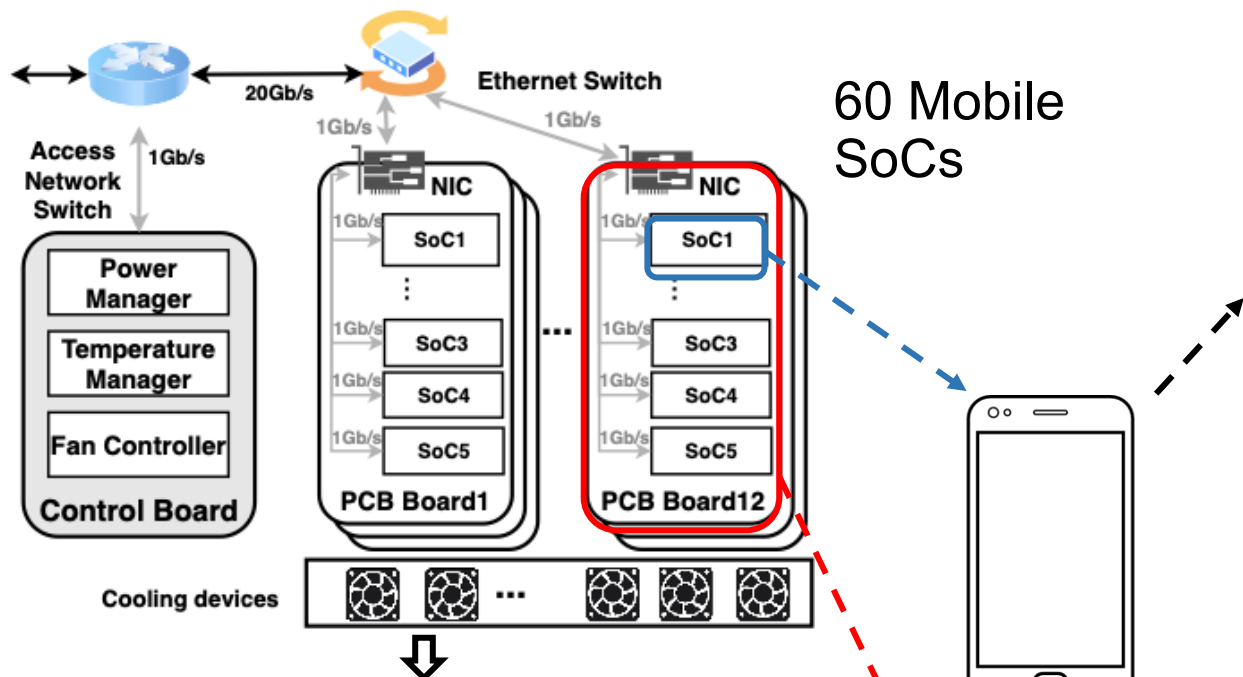 20Gb/s
Ethernet Switch
60 Mobile
SoCs
1Gb/s
1Gb/s
Access
Network
Switch
1Gb/s
NIC
NIC
1Gb/s
SoC1
1Gb/s
SoC1
Power
Manager
⋮
⋮
Temperature
Manager
1Gb/s
SoC3
...
1Gb/s
SoC3
1Gb/s
SoC4
1Gb/s
SoC4
Fan Controller
1Gb/s
SoC5
1Gb/s
SoC5
Control Board
PCB Board1
PCB Board12
Cooling devices
...